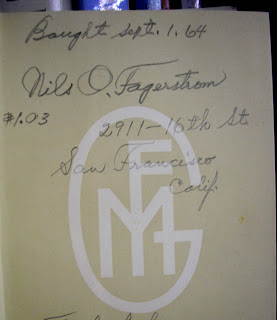 Bought Sept. 1, 64
Nils O. Fagerstrom
$1.03
2911-16th St.
San Francisco
Calif.